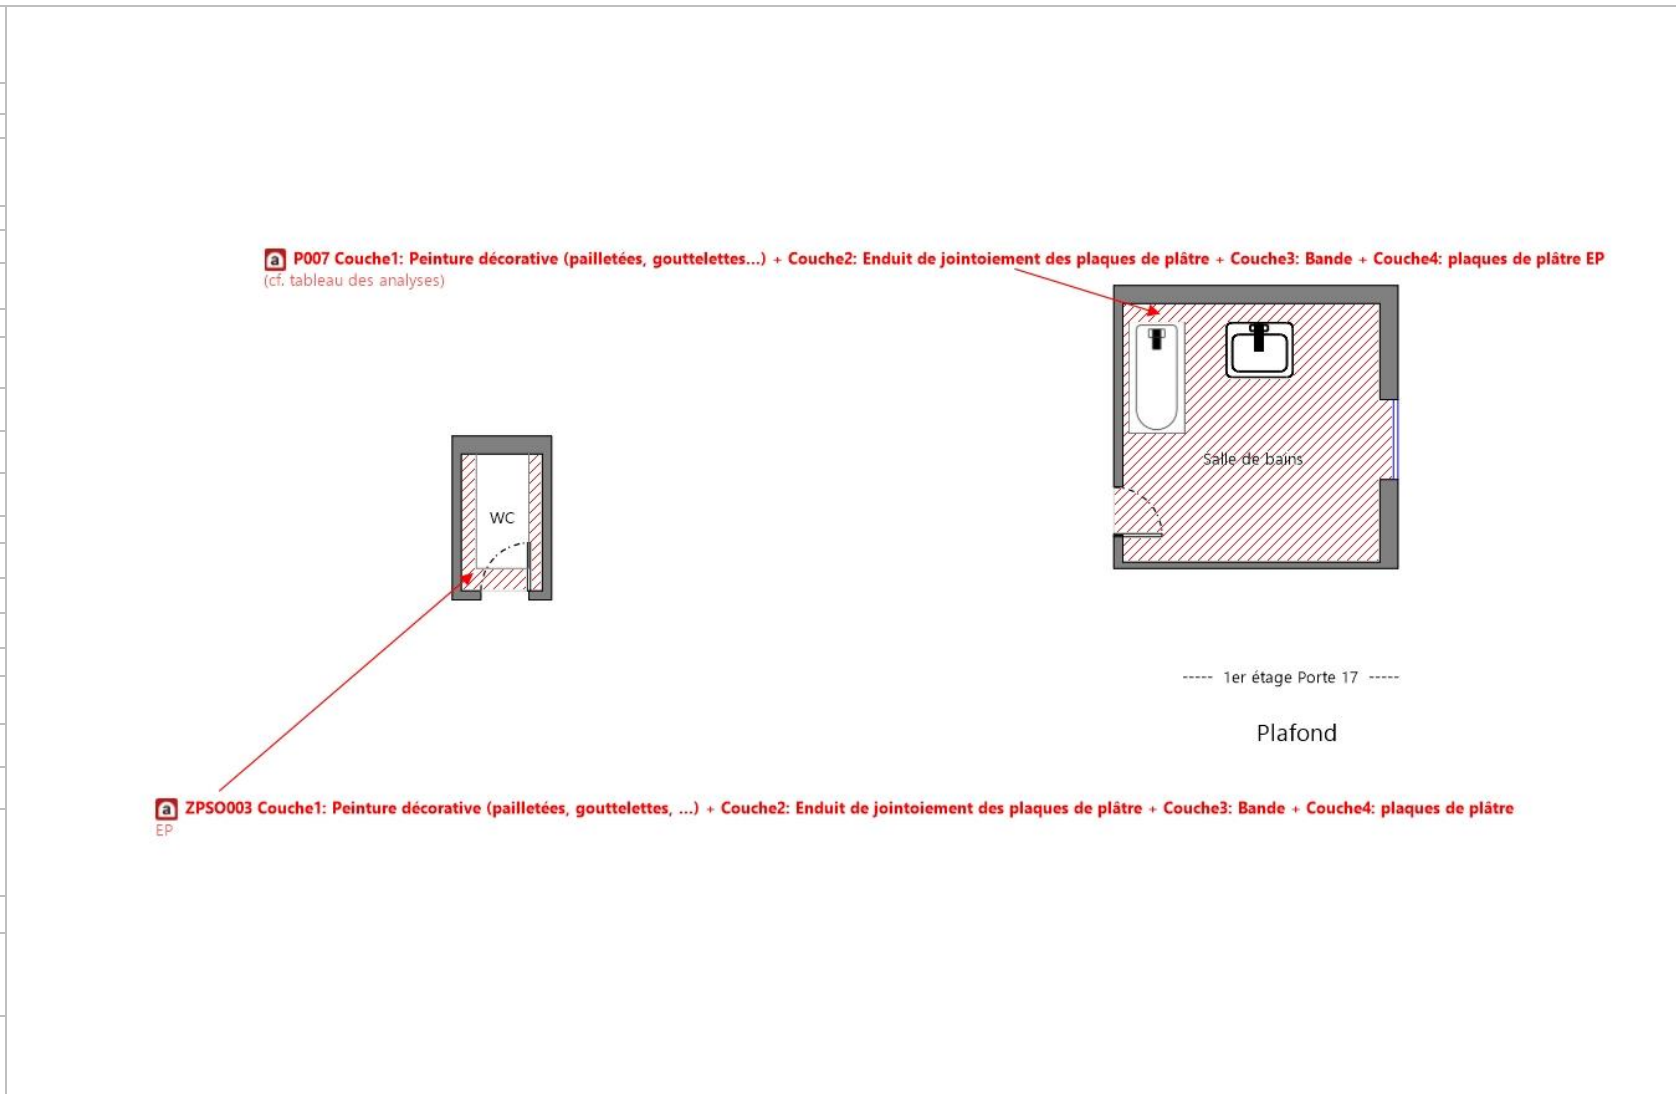 a P007 Couche1: Peinture décorative (pailletées, gouttelettes...) + Couche2: Enduit de jointoiement des plaques de plâtre + Couche3: Bande + Couche4: plaques de plâtre EP
(cf. tableau des analyses)
Salle de bains
WC
----- 1er étage Porte 17 -----
Plafond
a ZPSO003 Couche1: Peinture décorative (pailletées, gouttelettes, ...) + Couche2: Enduit de jointoiement des plaques de plâtre + Couche3: Bande + Couche4: plaques de plâtre
EP